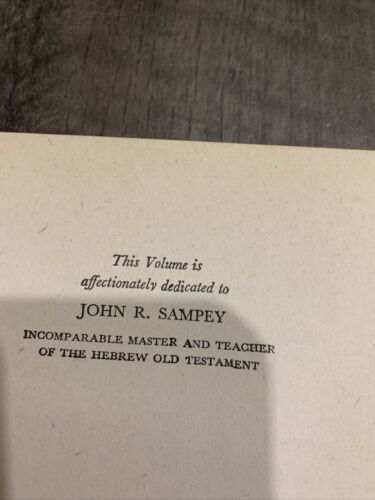 This Volume is
affectionately dedicated to
JOHN R. SAMPEY
INCOMPARABLE MASTER AND TEACHER
OF THE HEBREW OLD TESTAMENT